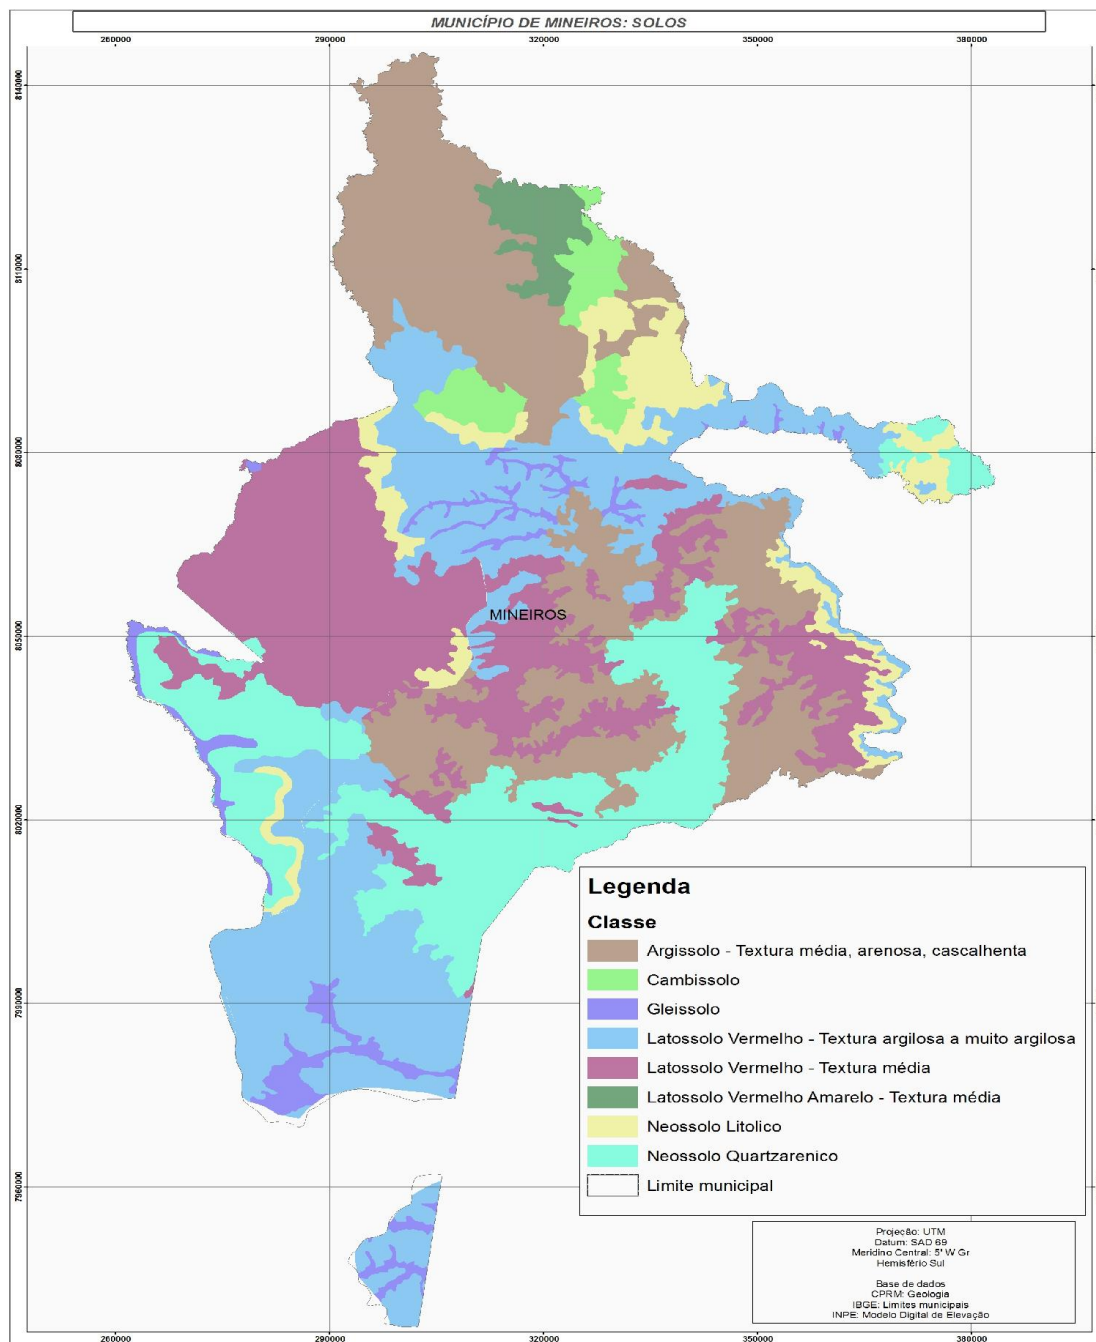 MUNICÍPIO DE MINEIROS: SOLOS
260000 290000 320000 350000 380000
8140000
8110000
8080000
8050000
8020000
7990000
7960000
MINEIROS
Legenda
Classe
Argissolo - Textura média, arenosa, cascalhenta
Cambissolo
Gleissolo
Latossolo Vermelho - Textura argilosa a muito argilosa
Latossolo Vermelho - Textura média
Latossolo Vermelho Amarelo - Textura média
Neossolo Litolico
Neossolo Quartzarenico
Limite municipal
Projeção: UTM
Datum: SAD 69
Meridino Central: 5° W Gr
Hemisfério Sul
Base de dados
CPRM: Geologia
IBGE: Limites municipais
INPE: Modelo Digital de Elevação
260000 290000 320000 350000 380000